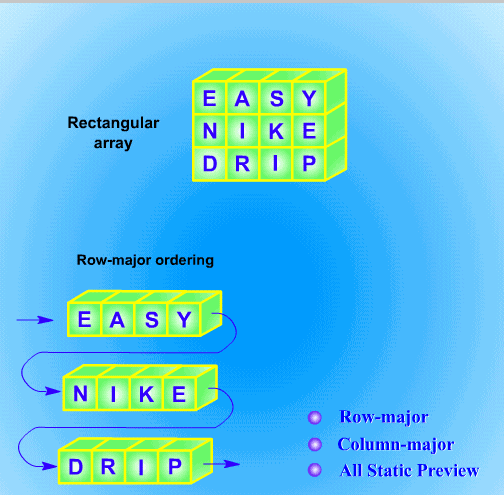 Rectangular
array
E A S Y
N I K E
D R I P
Row-major ordering
E A S Y
N I K E
D R I P
Row-major
Column-major
All Static Preview